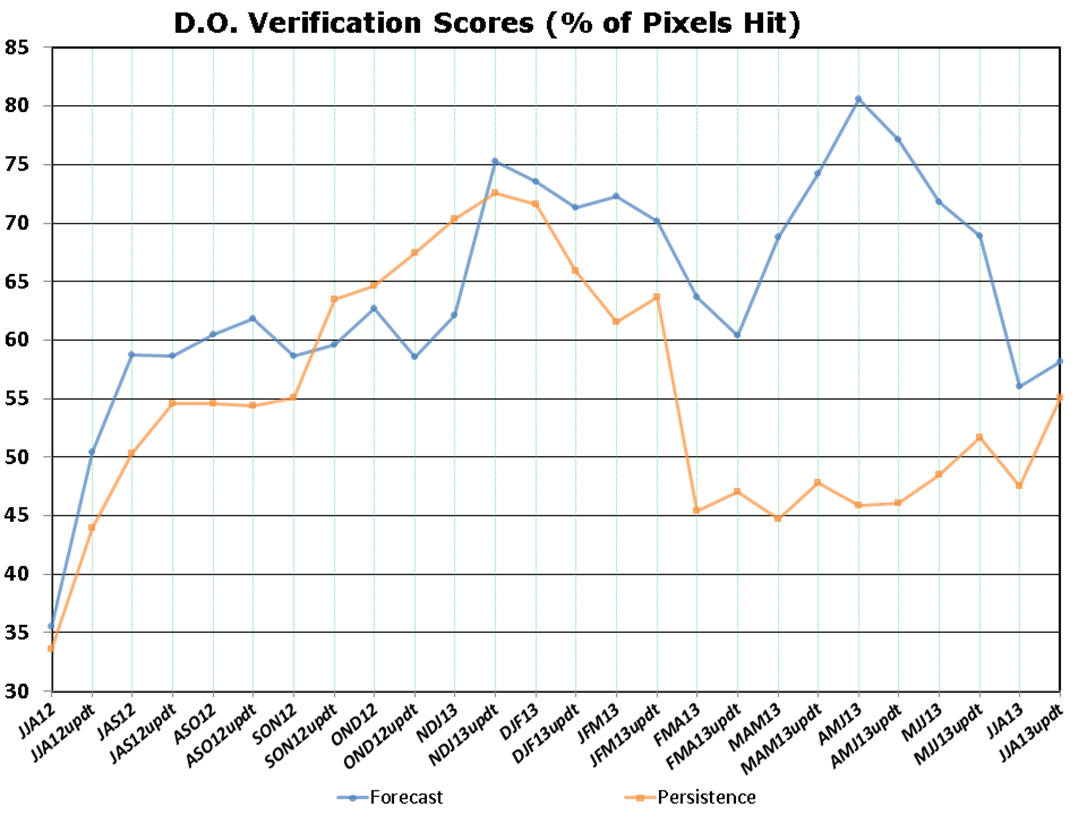 D.O. Verification Scores (% of Pixels Hit)
85
80
75
70
65
60
55
50
45
40
35
30
JJA12
JJA12updt
JAS12
JAS12updt
ASO12
ASO12updt
SON12
SON12updt
OND12
OND12updt
NDJ13
NDJ13updt
DJF13
DJF13updt
JFM13
JFM13updt
FMA13
FMA13updt
MAM13
MAM13updt
AMJ13
AMJ13updt
MJJ13
MJJ13updt
JJA13
JJA13updt
Forecast
Persistence